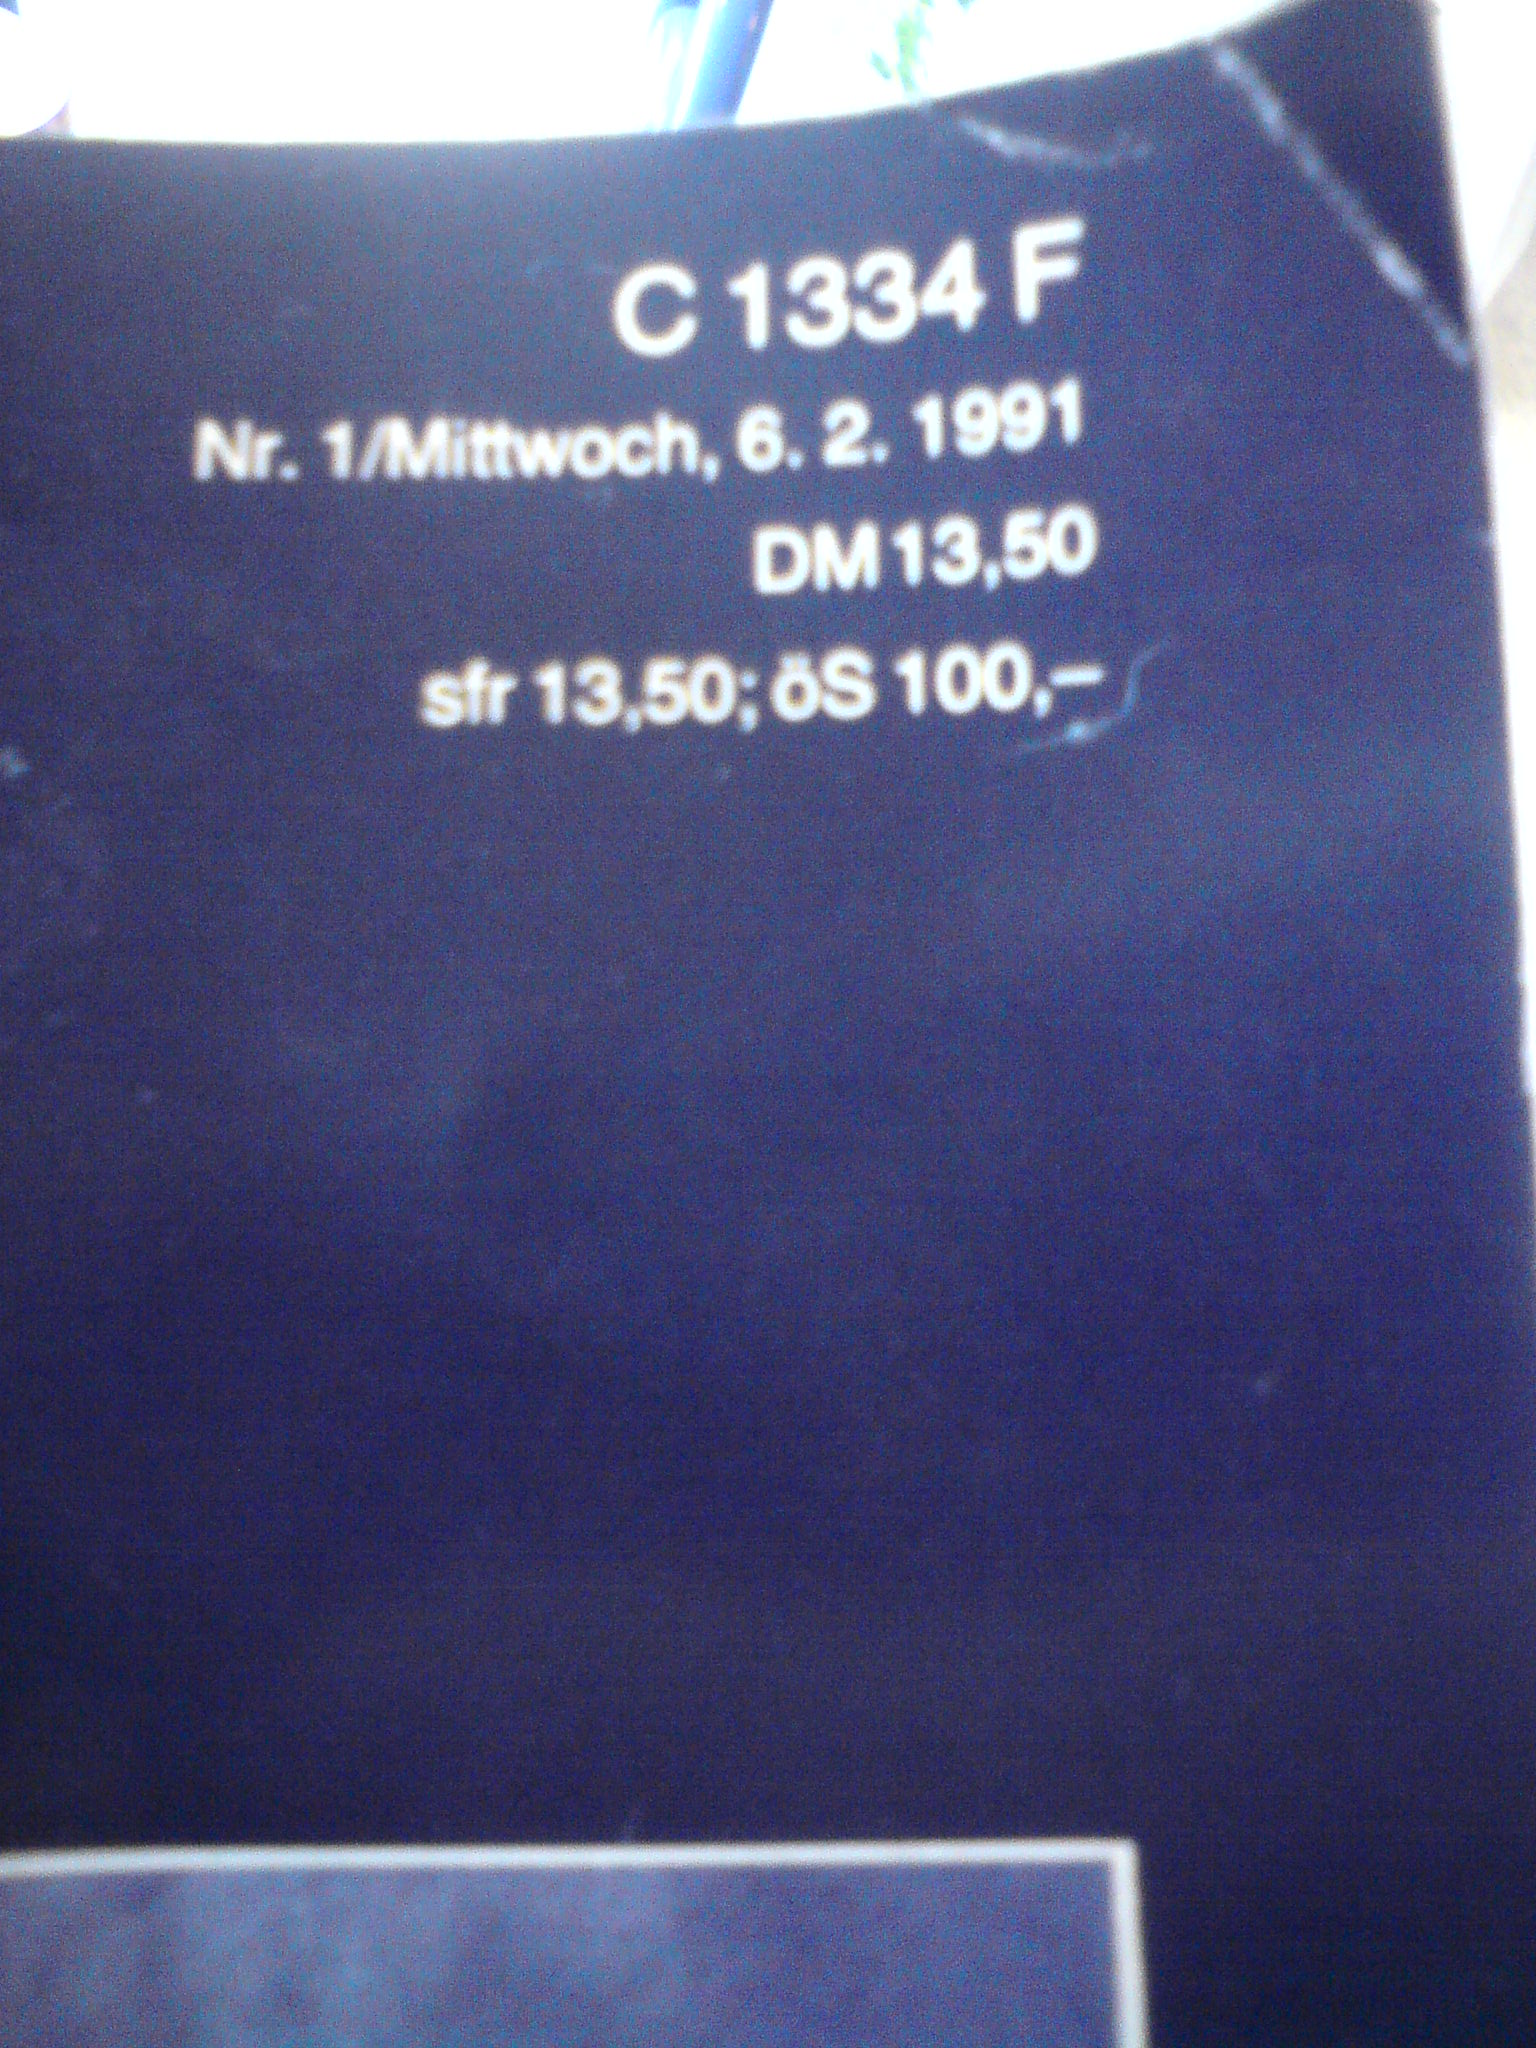 C 1334 F
Nr. 1/Mittwoch, 6. 2. 1991
DM 13,50
sfr 13,50; öS 100,–